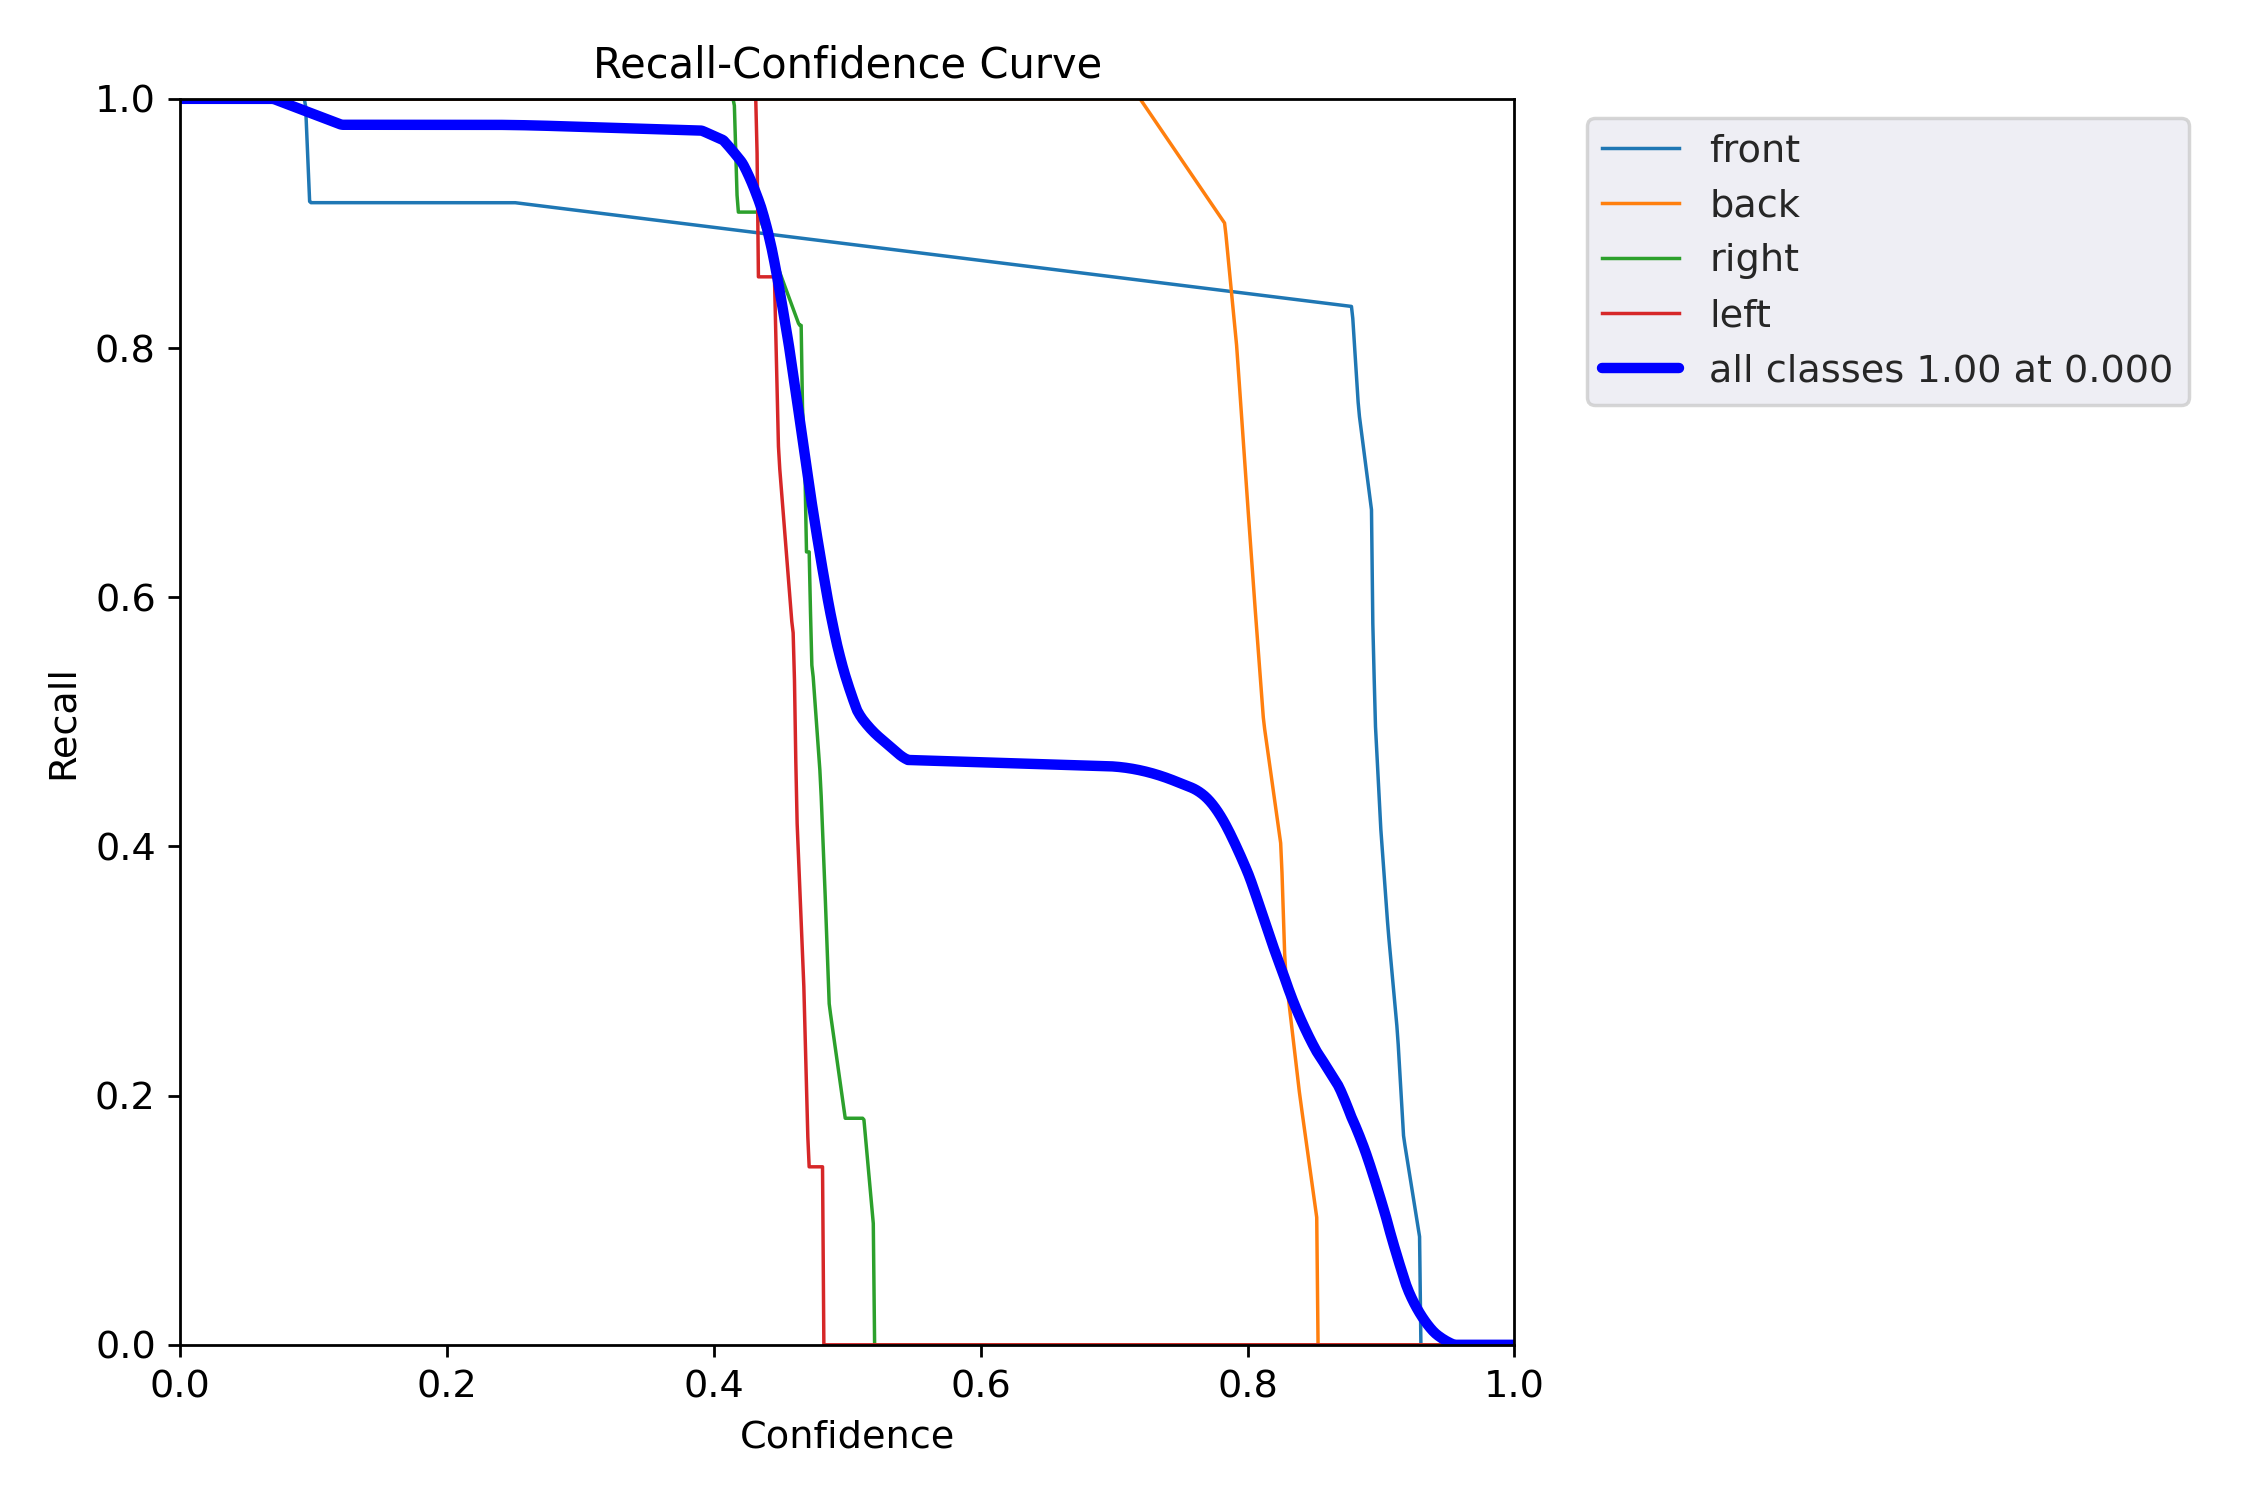 Recall-Confidence Curve
1.0
0.8
0.6
0.4
0.2
0.0
Recall
0.0 0.2 0.4 0.6 0.8 1.0
Confidence
front
back
right
left
all classes 1.00 at 0.000